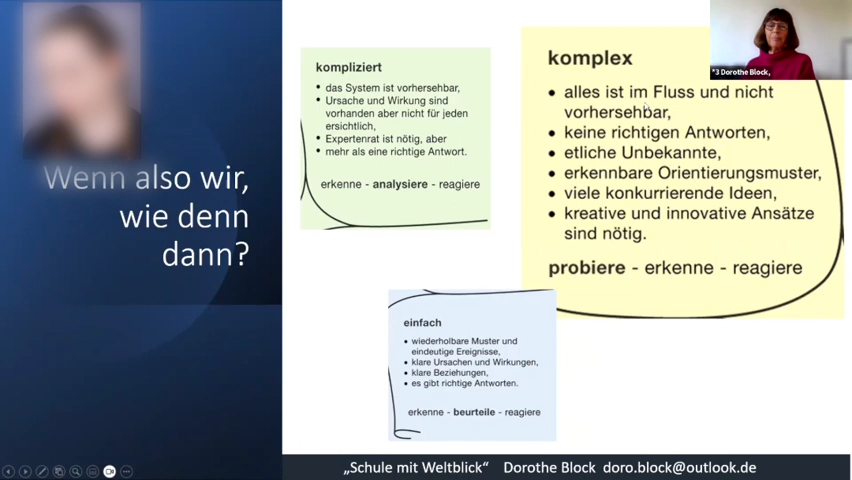 Wenn also wir,
wie denn
dann?
kompliziert
• das System ist vorhersehbar,
• Ursache und Wirkung sind
vorhanden aber nicht für jeden
ersichtlich,
• Expertenrat ist nötig, aber
• mehr als eine richtige Antwort.
erkenne - analysiere - reagiere
komplex
• alles ist im Fluss und nicht
vorhersehbar,
• keine richtigen Antworten,
• etliche Unbekannte,
• erkennbare Orientierungsmuster,
• viele konkurrierende Ideen,
• kreative und innovative Ansätze
sind nötig.
probiere - erkenne - reagiere
*3 Dorothe Block,
einfach
• wiederholbare Muster und
eindeutige Ereignisse,
• klare Ursachen und Wirkungen,
• klare Beziehungen,
• es gibt richtige Antworten.
erkenne - beurteile - reagiere
„Schule mit Weltblick“ Dorothe Block doro.block@outlook.de